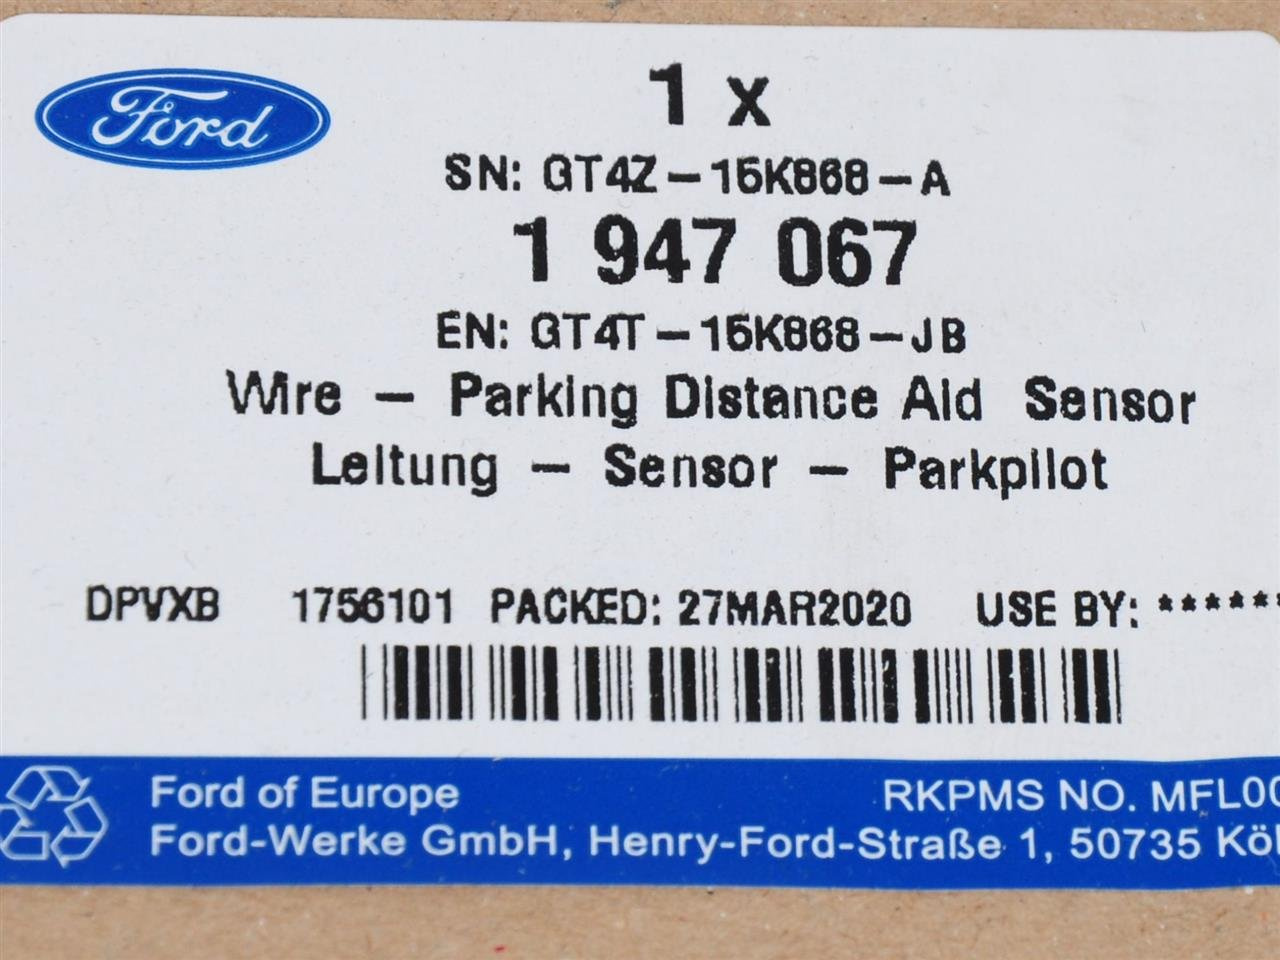 Ford
1 x
SN: GT4Z-15K868-A
1 947 067
EN: GT4T-15K868-JB
Wire - Parking Distance Aid Sensor
Leitung - Sensor - Parkpilot
DPVXB 1756101 PACKED: 27MAR2020 USE BY: ******
Ford of Europe RKPMS NO. MFL00
Ford-Werke GmbH, Henry-Ford-Straße 1, 50735 Köl